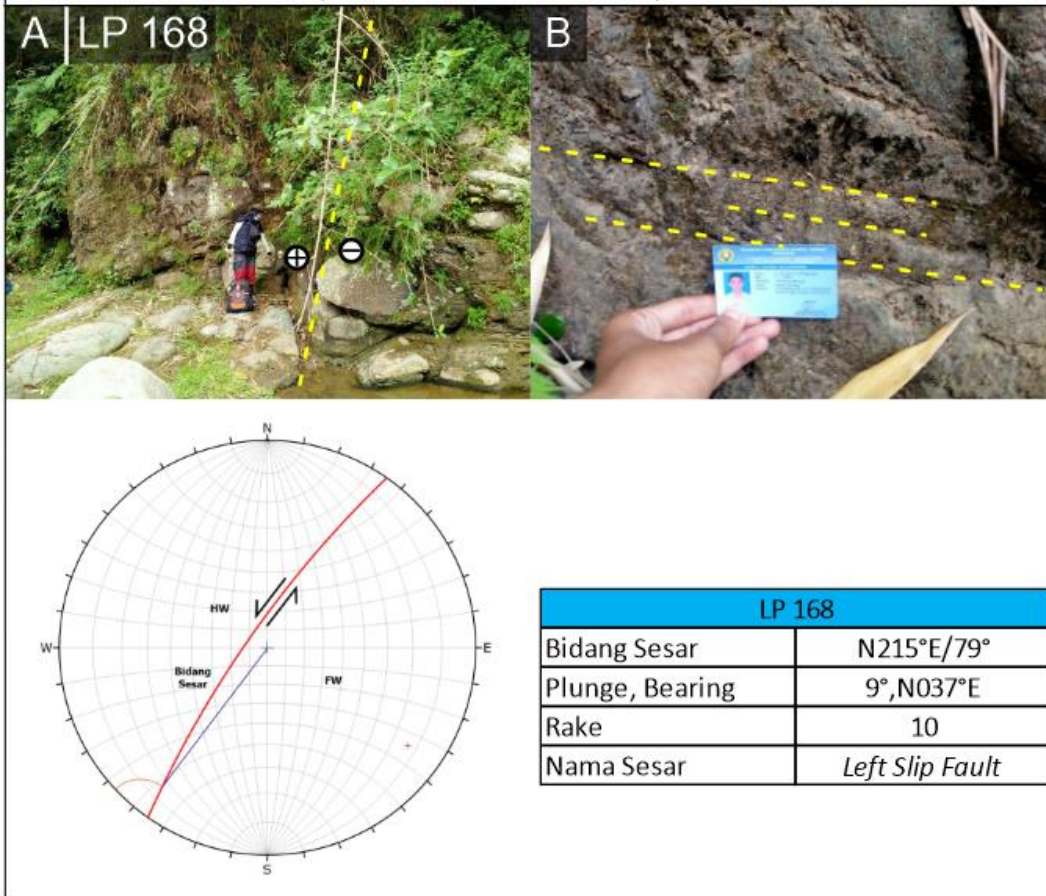 A | LP 168
B
N
HW
W
E
Bidang
Sesar
FW
S
LP 168
Bidang Sesar N215°E/79°
Plunge, Bearing 9°,N037°E
Rake 10
Nama Sesar Left Slip Fault